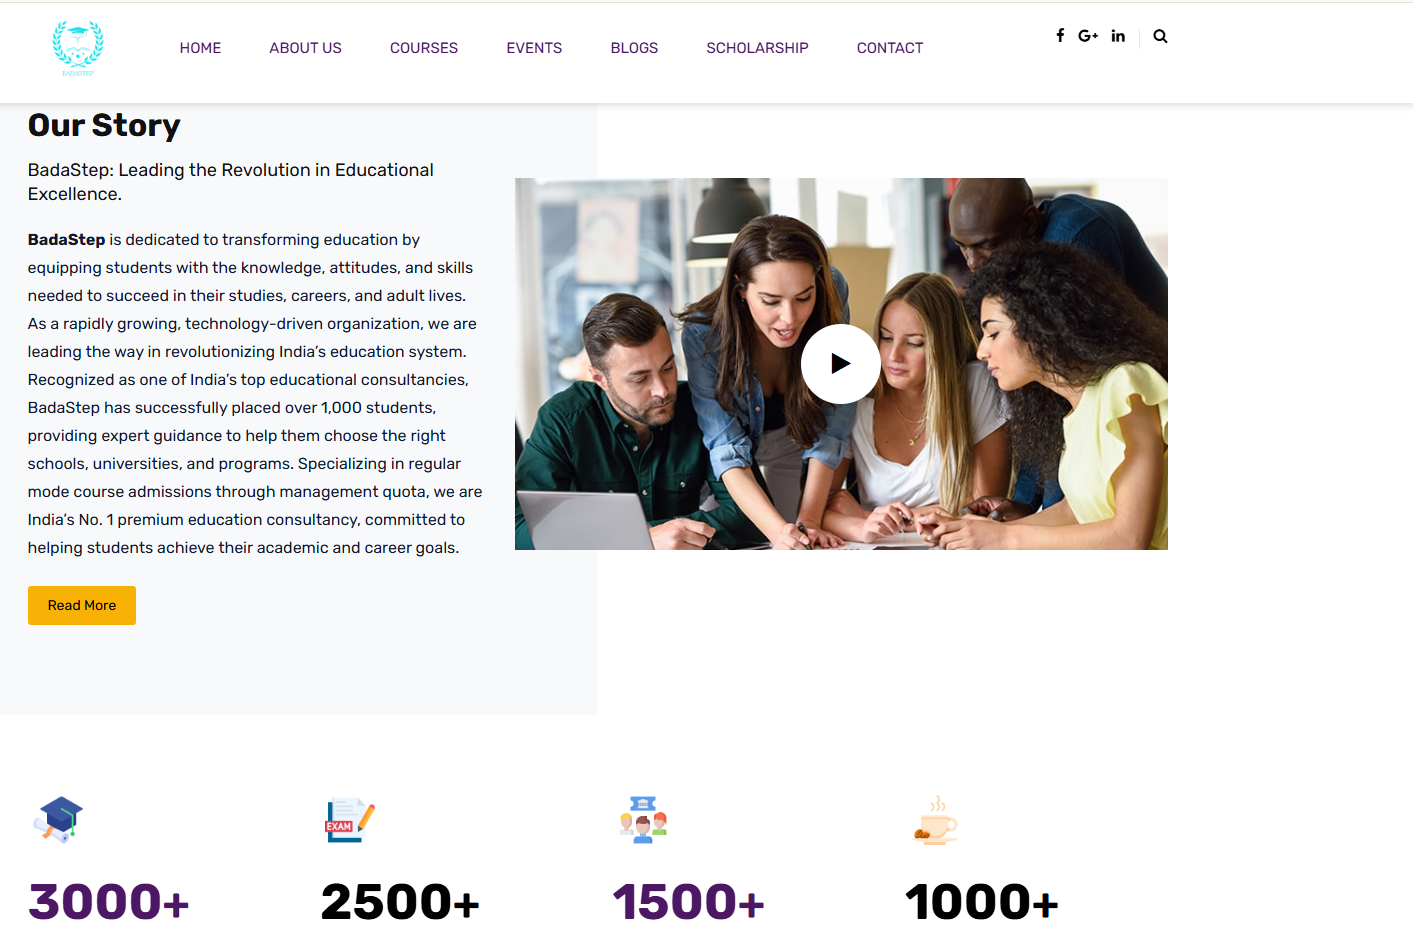 BADASTEP
HOME ABOUT US COURSES EVENTS BLOGS SCHOLARSHIP CONTACT
Our Story
BadaStep: Leading the Revolution in Educational
Excellence.
BadaStep is dedicated to transforming education by
equipping students with the knowledge, attitudes, and skills
needed to succeed in their studies, careers, and adult lives.
As a rapidly growing, technology-driven organization, we are
leading the way in revolutionizing India's education system.
Recognized as one of India's top educational consultancies,
BadaStep has successfully placed over 1,000 students,
providing expert guidance to help them choose the right
schools, universities, and programs. Specializing in regular
mode course admissions through management quota, we are
India's No. 1 premium education consultancy, committed to
helping students achieve their academic and career goals.
Read More
EXAM
3000+ 2500+ 1500+ 1000+